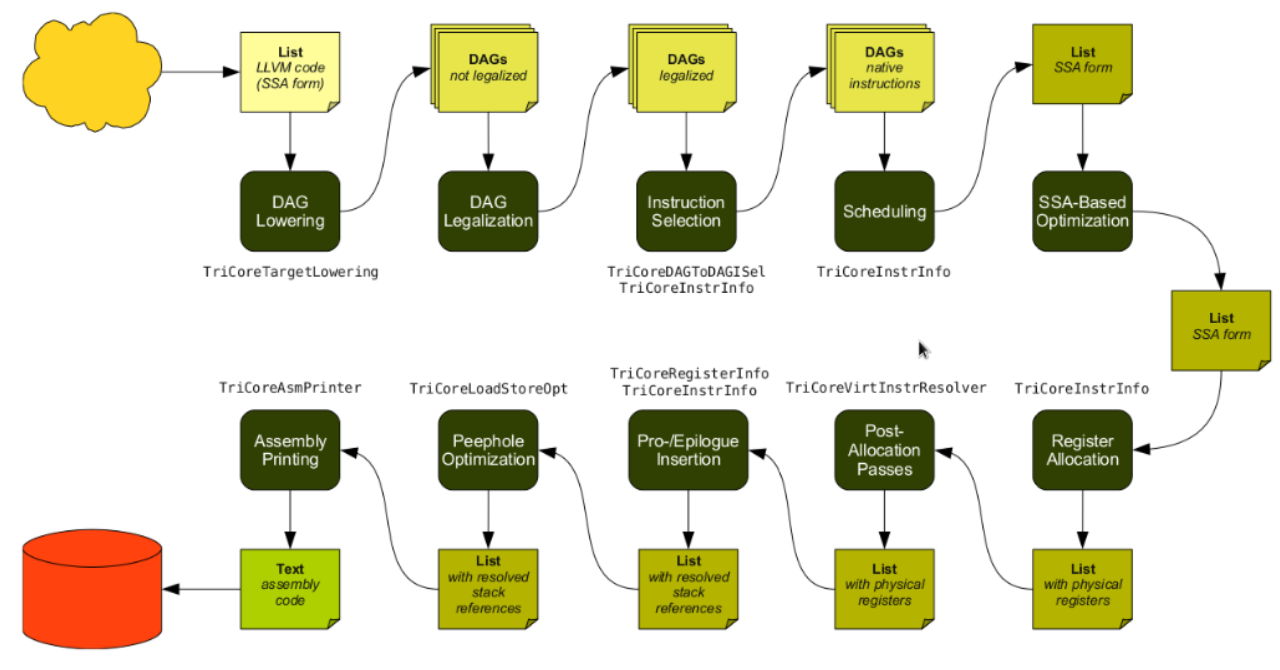 List
LLVM code
(SSA form)
DAGs
not legalized
DAGs
legalized
DAGs
native
instructions
List
SSA form
DAG
Lowering
DAG
Legalization
Instruction
Selection
Scheduling
SSA-Based
Optimization
TriCoreTargetLowering
TriCoreDAGToDAGISel
TriCoreInstrInfo
TriCoreInstrInfo
List
SSA form
TriCoreAsmPrinter
TriCoreLoadStoreOpt
TriCoreRegisterInfo
TriCoreInstrInfo
TriCoreVirtInstrResolver
TriCoreInstrInfo
Assembly
Printing
Peephole
Optimization
Pro-/Epilogue
Insertion
Post-
Allocation
Passes
Register
Allocation
Text
assembly
code
List
with resolved
stack
references
List
with resolved
stack
references
List
with physical
registers
List
with physical
registers